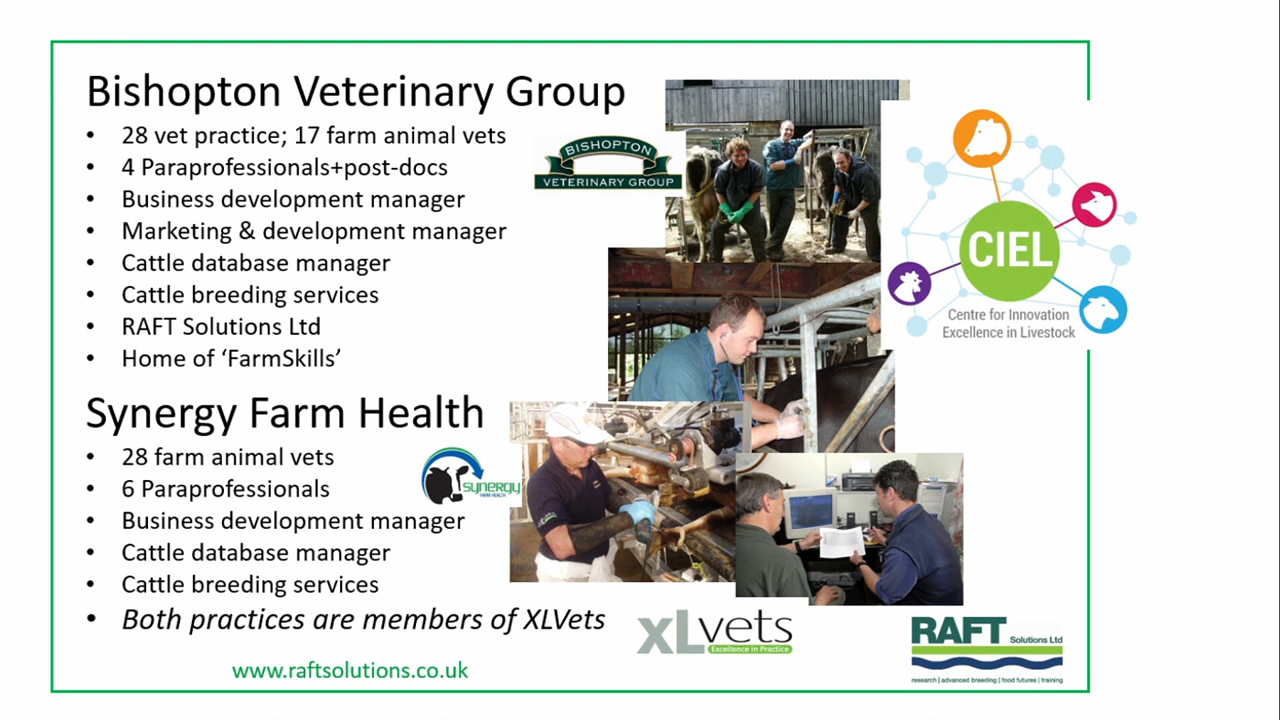 Bishopton Veterinary Group
• 28 vet practice; 17 farm animal vets
• 4 Paraprofessionals+post-docs
• Business development manager
• Marketing & development manager
• Cattle database manager
• Cattle breeding services
• RAFT Solutions Ltd
• Home of ‘FarmSkills’
BISHOPTON
VETERINARY GROUP
CIEL
Centre for Innovation
Excellence in Livestock
Synergy Farm Health
• 28 farm animal vets
• 6 Paraprofessionals
• Business development manager
• Cattle database manager
• Cattle breeding services
• Both practices are members of XLVets
synergy
FARM HEALTH
xLvets
Excellence in Practice
RAFT Solutions Ltd
research | advanced breeding | food futures | training
www.raftsolutions.co.uk